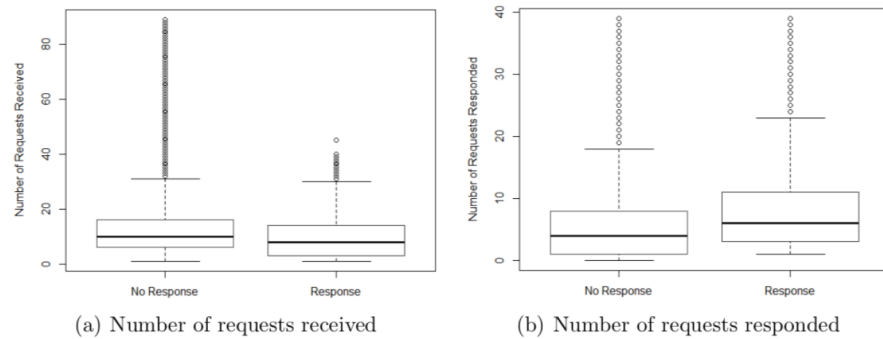 Number of Requests Received
80
60
40
20
0
No Response
Response
(a) Number of requests received
Number of Requests Responded
40
30
20
10
0
No Response
Response
(b) Number of requests responded